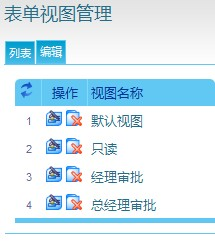 表单视图管理
列表 编辑
操作 视图名称
1 默认视图
2 只读
3 经理审批
4 总经理审批